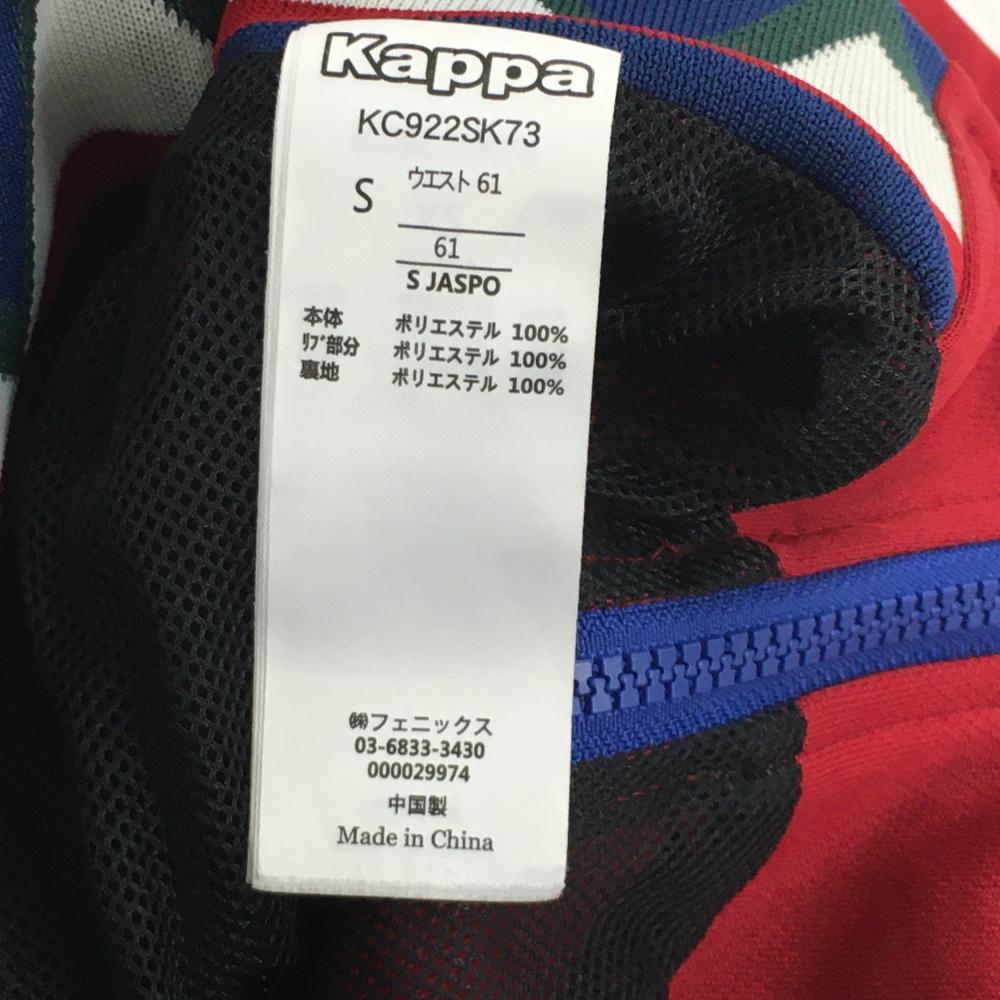 Kappa
KC922SK73
S
ウエスト 61
61
S JASPO
本体 ポリエステル 100%
リブ部分 ポリエステル 100%
裏地 ポリエステル 100%
㈱フェニックス
03-6833-3430
000029974
中国製
Made in China